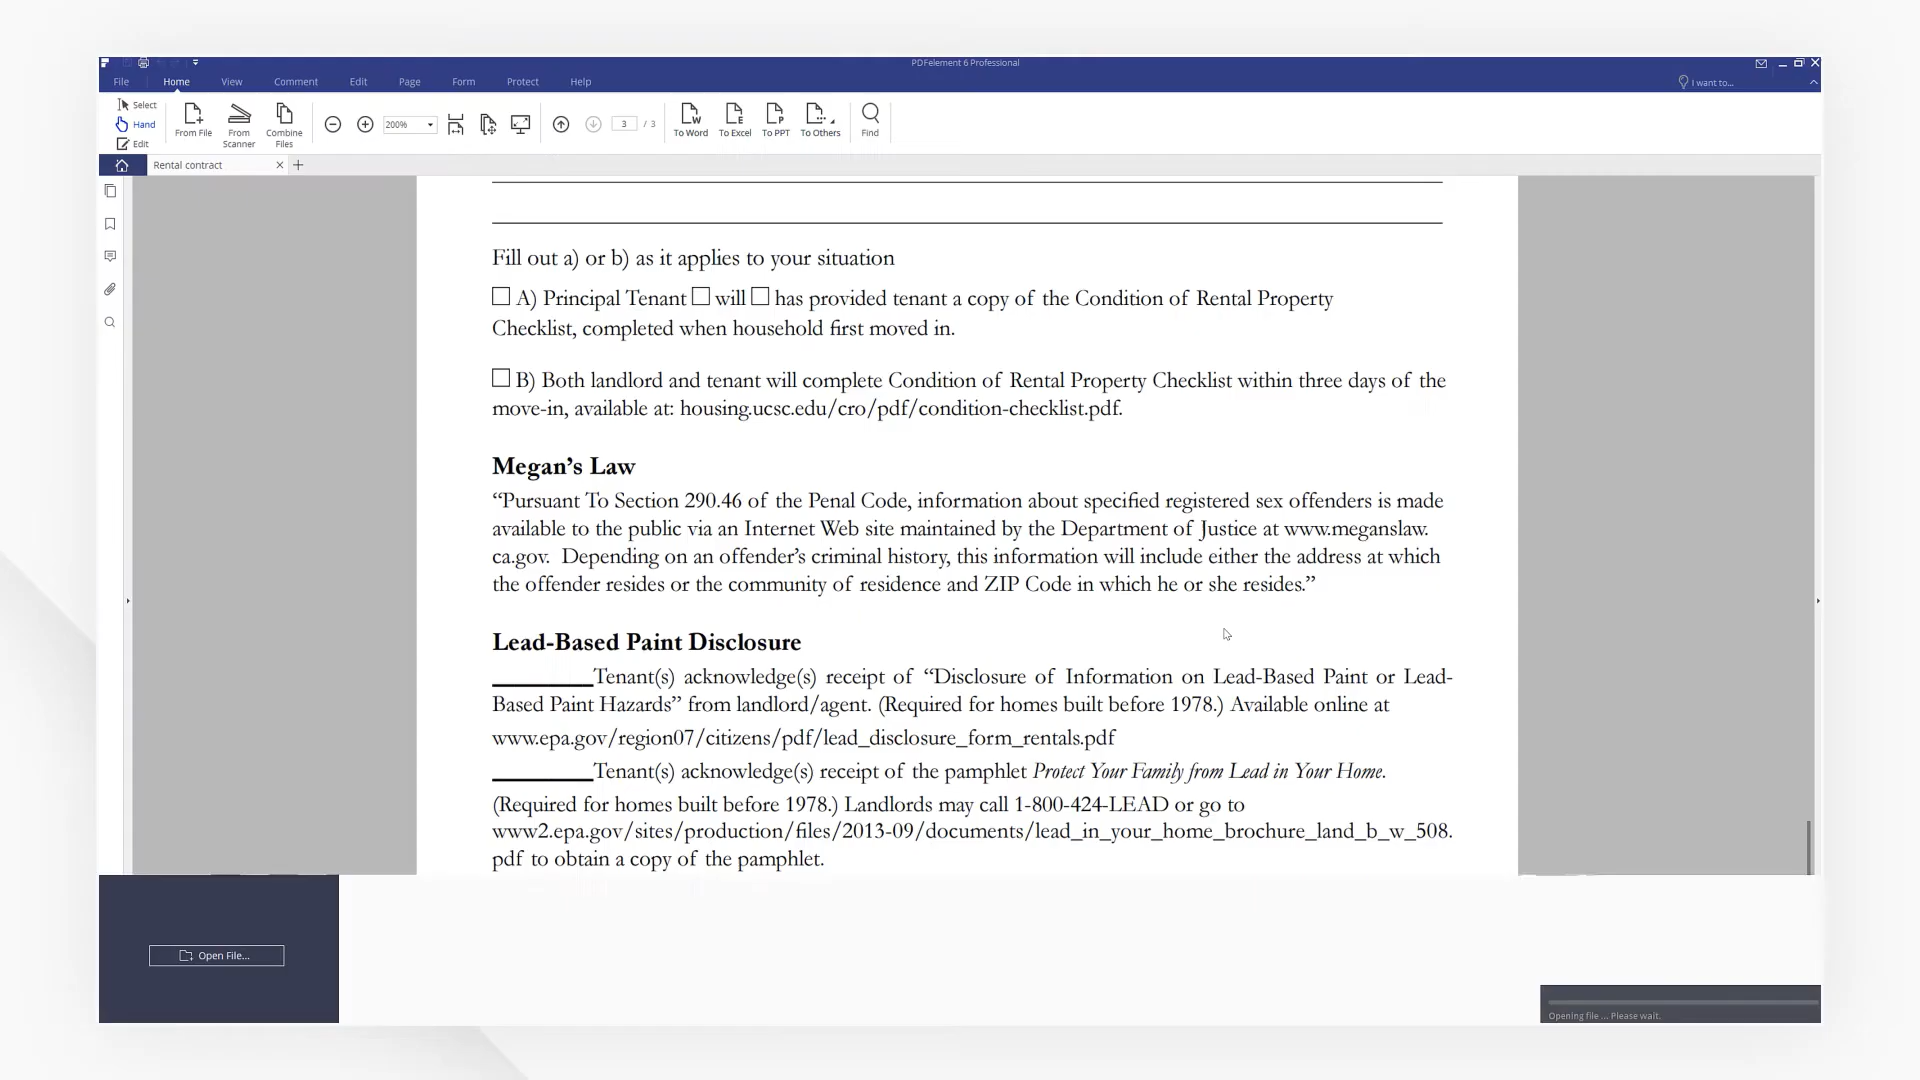 PDFelement 6 Professional
File Home View Comment Edit Page Form Protect Help I want to...
Select
Hand
Edit
From File
From Scanner
Combine Files
200%
3 / 3
To Word
To Excel
To PPT
To Others
Find
Rental contract
Fill out a) or b) as it applies to your situation
A) Principal Tenant will has provided tenant a copy of the Condition of Rental Property
Checklist, completed when household first moved in.
B) Both landlord and tenant will complete Condition of Rental Property Checklist within three days of the
move-in, available at: housing.ucsc.edu/cro/pdf/condition-checklist.pdf.
Megan’s Law
“Pursuant To Section 290.46 of the Penal Code, information about specified registered sex offenders is made
available to the public via an Internet Web site maintained by the Department of Justice at www.meganslaw.
ca.gov. Depending on an offender’s criminal history, this information will include either the address at which
the offender resides or the community of residence and ZIP Code in which he or she resides.”
Lead-Based Paint Disclosure
_________Tenant(s) acknowledge(s) receipt of “Disclosure of Information on Lead-Based Paint or Lead-
Based Paint Hazards” from landlord/agent. (Required for homes built before 1978.) Available online at
www.epa.gov/region07/citizens/pdf/lead_disclosure_form_rentals.pdf
_________Tenant(s) acknowledge(s) receipt of the pamphlet Protect Your Family from Lead in Your Home.
(Required for homes built before 1978.) Landlords may call 1-800-424-LEAD or go to
www2.epa.gov/sites/production/files/2013-09/documents/lead_in_your_home_brochure_land_b_w_508.
pdf to obtain a copy of the pamphlet.
Open File...
Opening file ... Please wait.